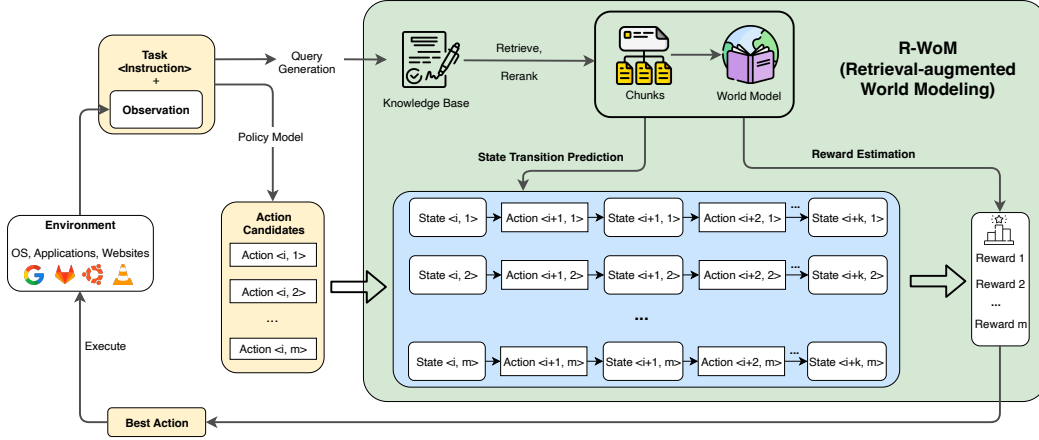 Task
<Instruction>
+
Observation
Query
Generation
Knowledge Base
Retrieve,
Rerank
Chunks
World Model
R-WoM
(Retrieval-augmented
World Modeling)
Policy Model
State Transition Prediction
Reward Estimation
Environment
OS, Applications, Websites
Action
Candidates
Action <i, 1>
Action <i, 2>
...
Action <i, m>
State <i, 1>
Action <i+1, 1>
State <i+1, 1>
Action <i+2, 1>
...
State <i+k, 1>
State <i, 2>
Action <i+1, 2>
State <i+1, 2>
Action <i+2, 2>
...
State <i+k, 2>
...
State <i, m>
Action <i+1, m>
State <i+1, m>
Action <i+2, m>
...
State <i+k, m>
Reward 1
Reward 2
...
Reward m
Execute
Best Action